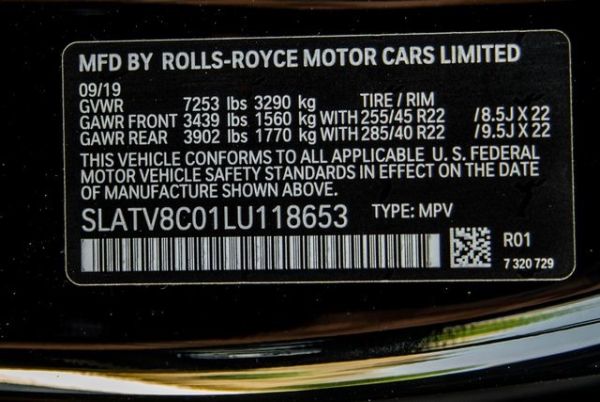 MFD BY ROLLS-ROYCE MOTOR CARS LIMITED
09/19
GVWR 7253 lbs 3290 kg TIRE / RIM
GAWR FRONT 3439 lbs 1560 kg WITH 255/45 R22 /8.5J X 22
GAWR REAR 3902 lbs 1770 kg WITH 285/40 R22 /9.5J X 22
THIS VEHICLE CONFORMS TO ALL APPLICABLE U.S. FEDERAL
MOTOR VEHICLE SAFETY STANDARDS IN EFFECT ON THE DATE
OF MANUFACTURE SHOWN ABOVE.
SLATV8C01LU118653 TYPE: MPV
R01
7 320 729